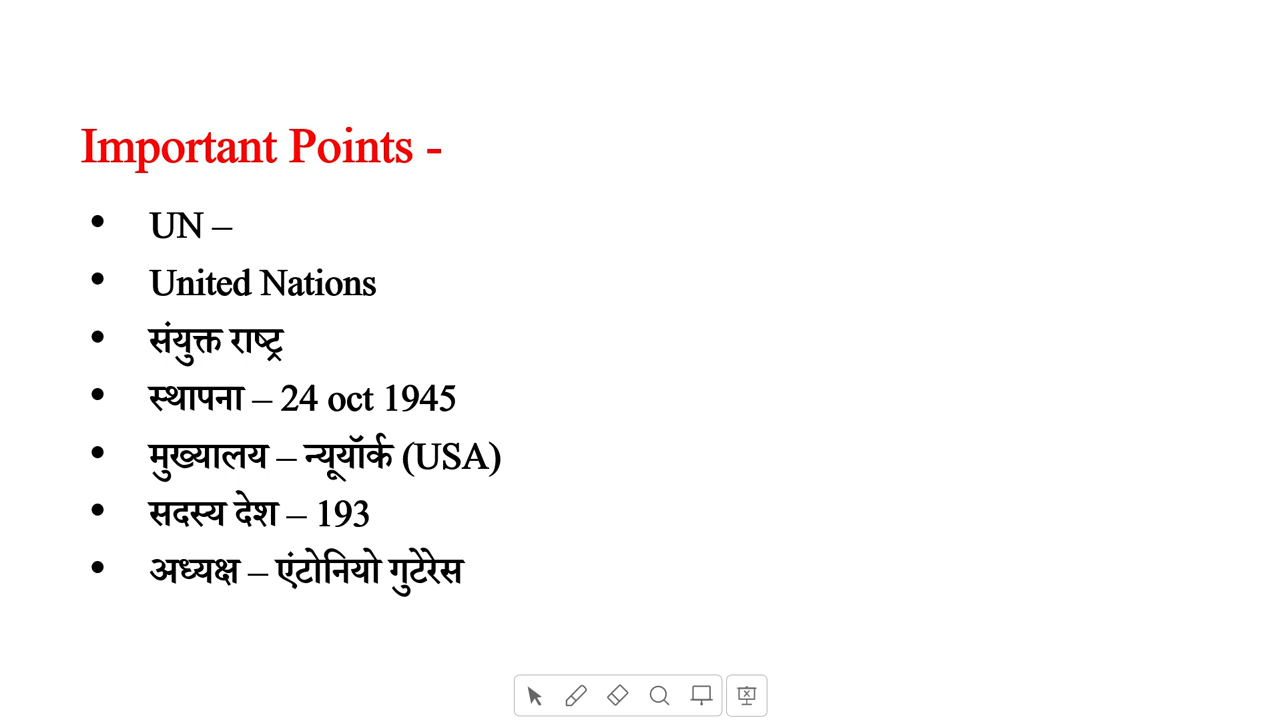 Important Points -
• UN –
• United Nations
• संयुक्त राष्ट्र
• स्थापना – 24 oct 1945
• मुख्यालय – न्यूयॉर्क (USA)
• सदस्य देश – 193
• अध्यक्ष – एंटोनियो गुटेरेस